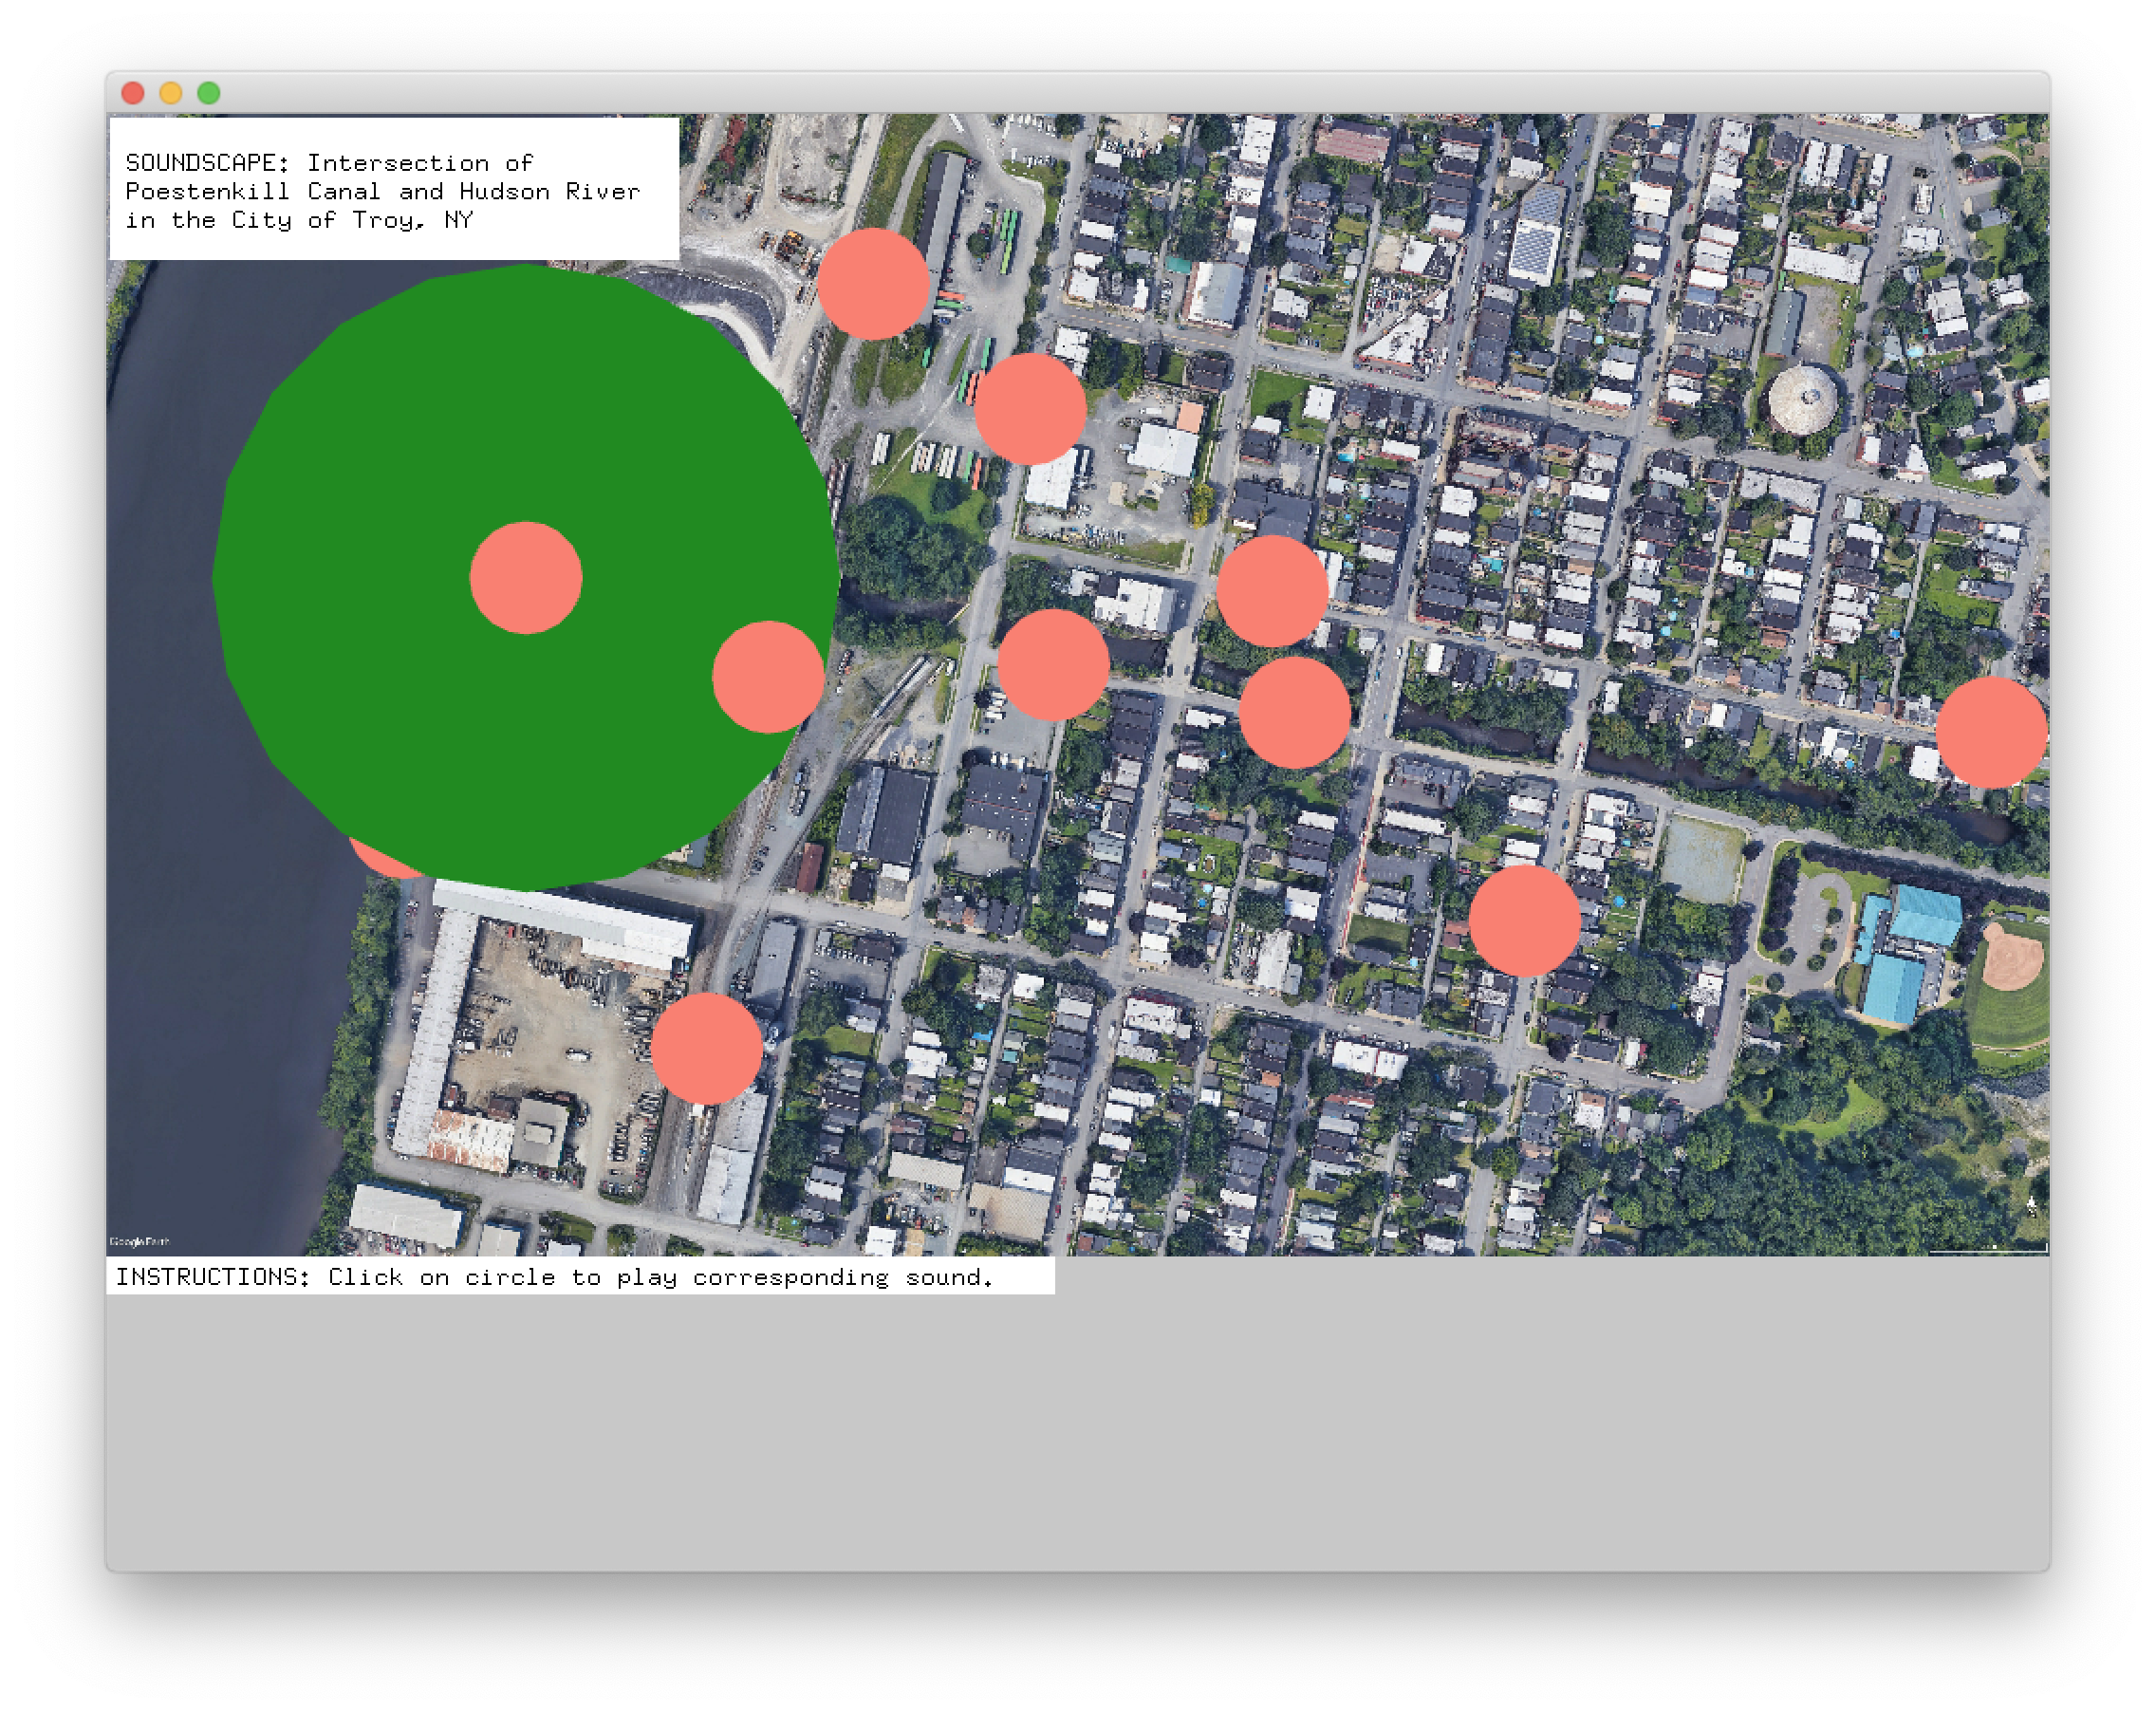 SOUNDSCAPE: Intersection of
Poestenkill Canal and Hudson River
in the City of Troy, NY
Google Earth
INSTRUCTIONS: Click on circle to play corresponding sound.